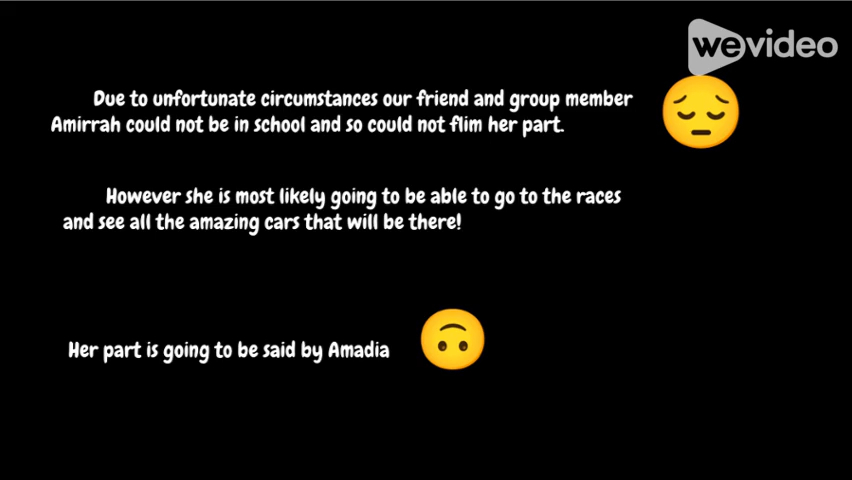 wevideo
Due to unfortunate circumstances our friend and group member
Amirrah could not be in school and so could not flim her part.
However she is most likely going to be able to go to the races
and see all the amazing cars that will be there!
Her part is going to be said by Amadia